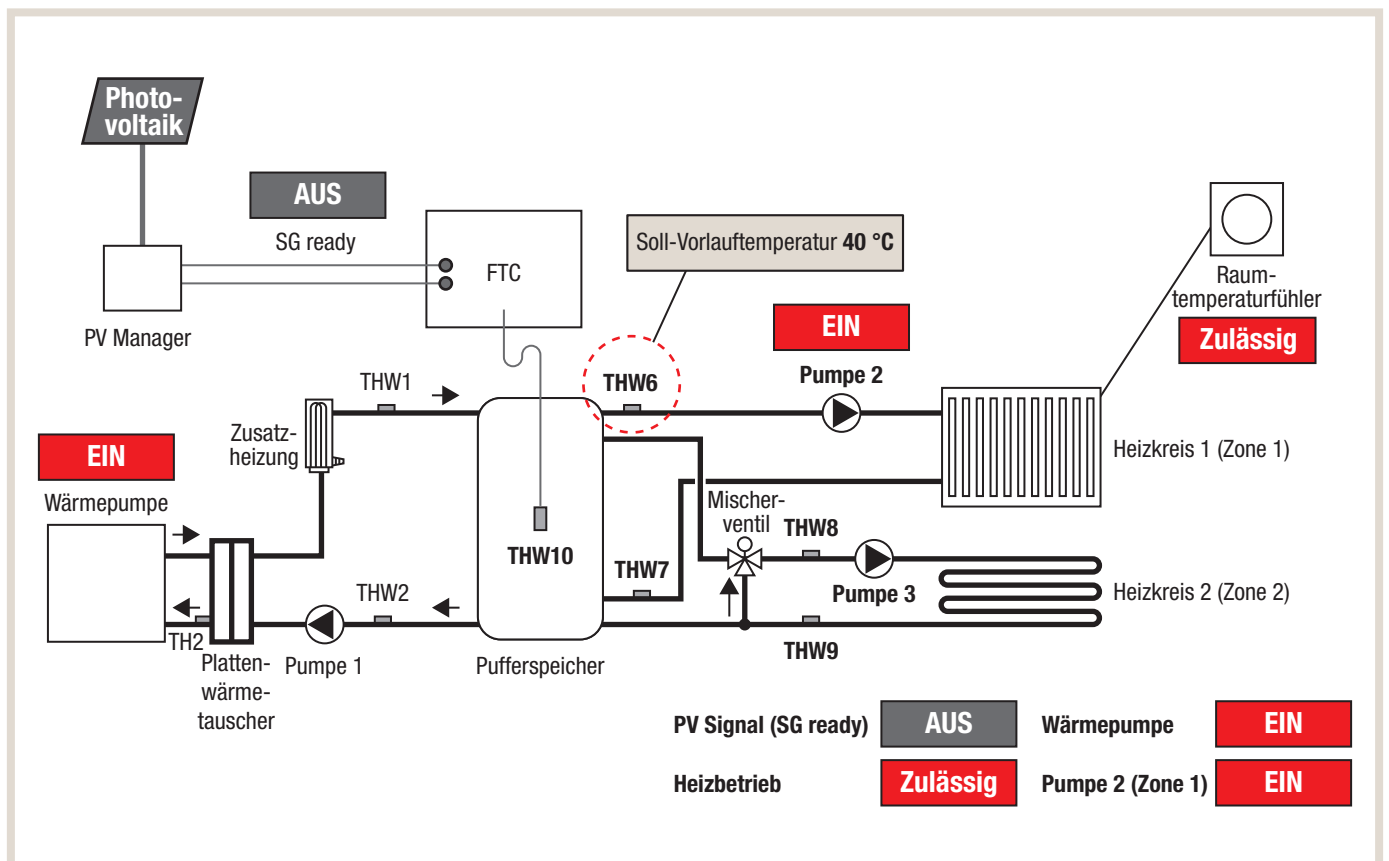 Photo-
voltaik
AUS
SG ready
FTC
Soll-Vorlauftemperatur 40 °C
PV Manager
EIN
Pumpe 2
Raum-
temperaturfühler
Zulässig
THW1
THW6
Zusatz-
heizung
EIN
Wärmepumpe
Heizkreis 1 (Zone 1)
THW10
THW7
Mischer-
ventil
THW8
Pumpe 3
Heizkreis 2 (Zone 2)
THW2
TH2
Platten-
wärme-
tauscher
Pumpe 1
Pufferspeicher
THW9
PV Signal (SG ready) AUS Wärmepumpe EIN
Heizbetrieb Zulässig Pumpe 2 (Zone 1) EIN